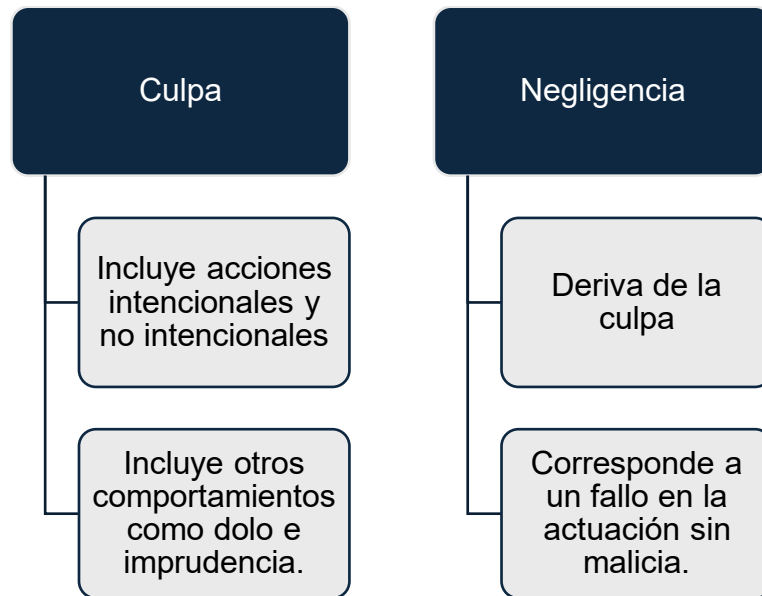 Culpa
Incluye acciones
intencionales y
no intencionales
Incluye otros
comportamientos
como dolo e
imprudencia.
Negligencia
Deriva de la
culpa
Corresponde a
un fallo en la
actuación sin
malicia.